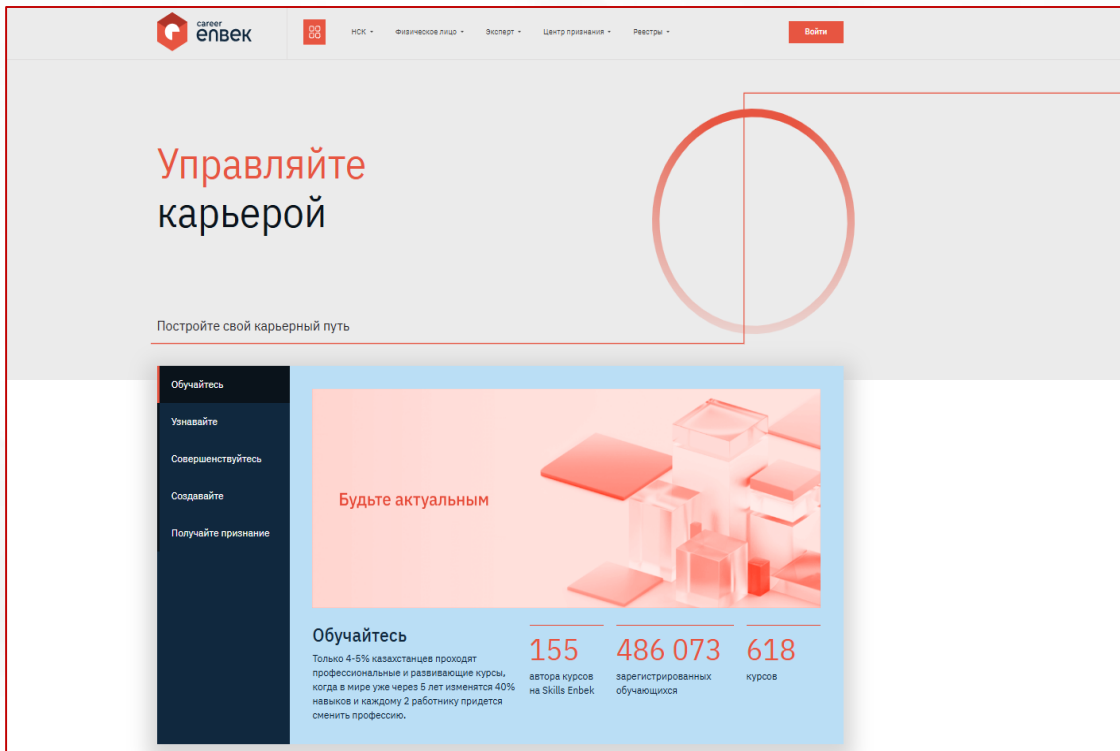 career
enbek
НСК
Физическое лицо
Эксперт
Центр признания
Реестры
Войти
Управляйте
карьерой
Постройте свой карьерный путь
Обучайтесь
Узнавайте
Совершенствуйтесь
Создавайте
Получайте признание
Будьте актуальным
Обучайтесь
Только 4-5% казахстанцев проходят
профессиональные и развивающие курсы,
когда в мире уже через 5 лет изменятся 40%
навыков и каждому 2 работнику придется
сменить профессию.
155
автора курсов
на Skills Enbek
486 073
зарегистрированных
обучающихся
618
курсов